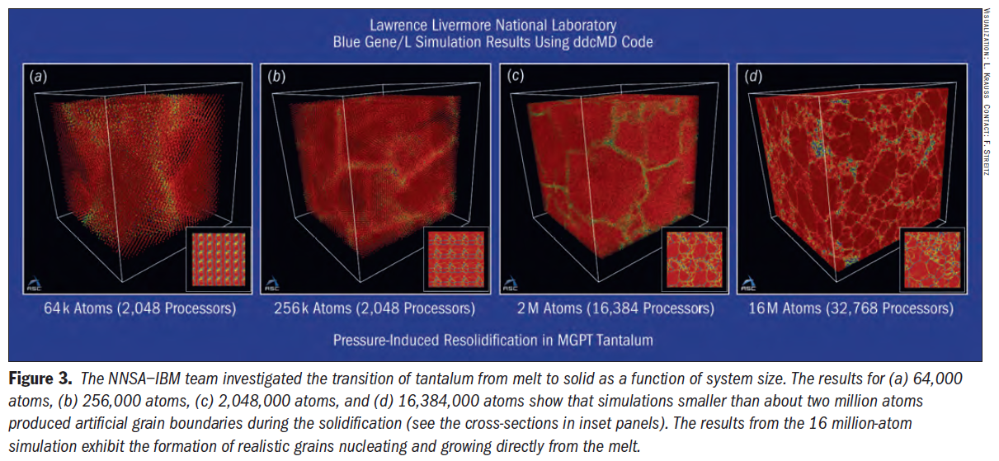 Lawrence Livermore National Laboratory
Blue Gene/L Simulation Results Using ddcMD Code
(a)
(b)
(c)
(d)
ASC
ASC
ASC
ASC
64k Atoms (2,048 Processors)
256k Atoms (2,048 Processors)
2M Atoms (16,384 Processors)
16M Atoms (32,768 Processors)
Pressure-Induced Resolidification in MGPT Tantalum
VISUALIZATION: L. KRAUSS CONTACT: F. STREITZ
Figure 3. The NNSA–IBM team investigated the transition of tantalum from melt to solid as a function of system size. The results for (a) 64,000
atoms, (b) 256,000 atoms, (c) 2,048,000 atoms, and (d) 16,384,000 atoms show that simulations smaller than about two million atoms
produced artificial grain boundaries during the solidification (see the cross-sections in inset panels). The results from the 16 million-atom
simulation exhibit the formation of realistic grains nucleating and growing directly from the melt.